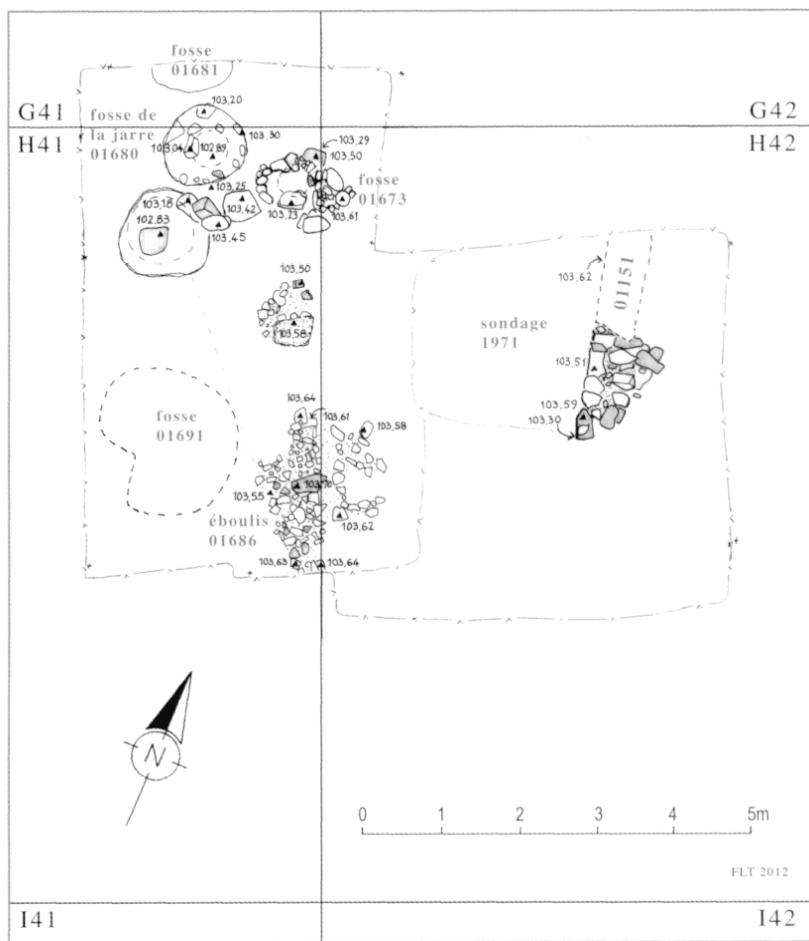 fosse
01681
G41
G42
fosse de
la jarre
01680
H41
H42
103,20
103,30
103,04
102,89
103,29
103,50
fosse
01673
103,25
103,18
103,42
103,23
103,61
102,83
103,45
103,50
103,58
103,62
01151
sondage
1971
103,51
103,59
103,30
103,64
103,61
103,58
fosse
01691
103,70
103,55
103,62
éboulis
01686
103,63
103,64
N
0 1 2 3 4 5m
FLT 2012
I41
I42